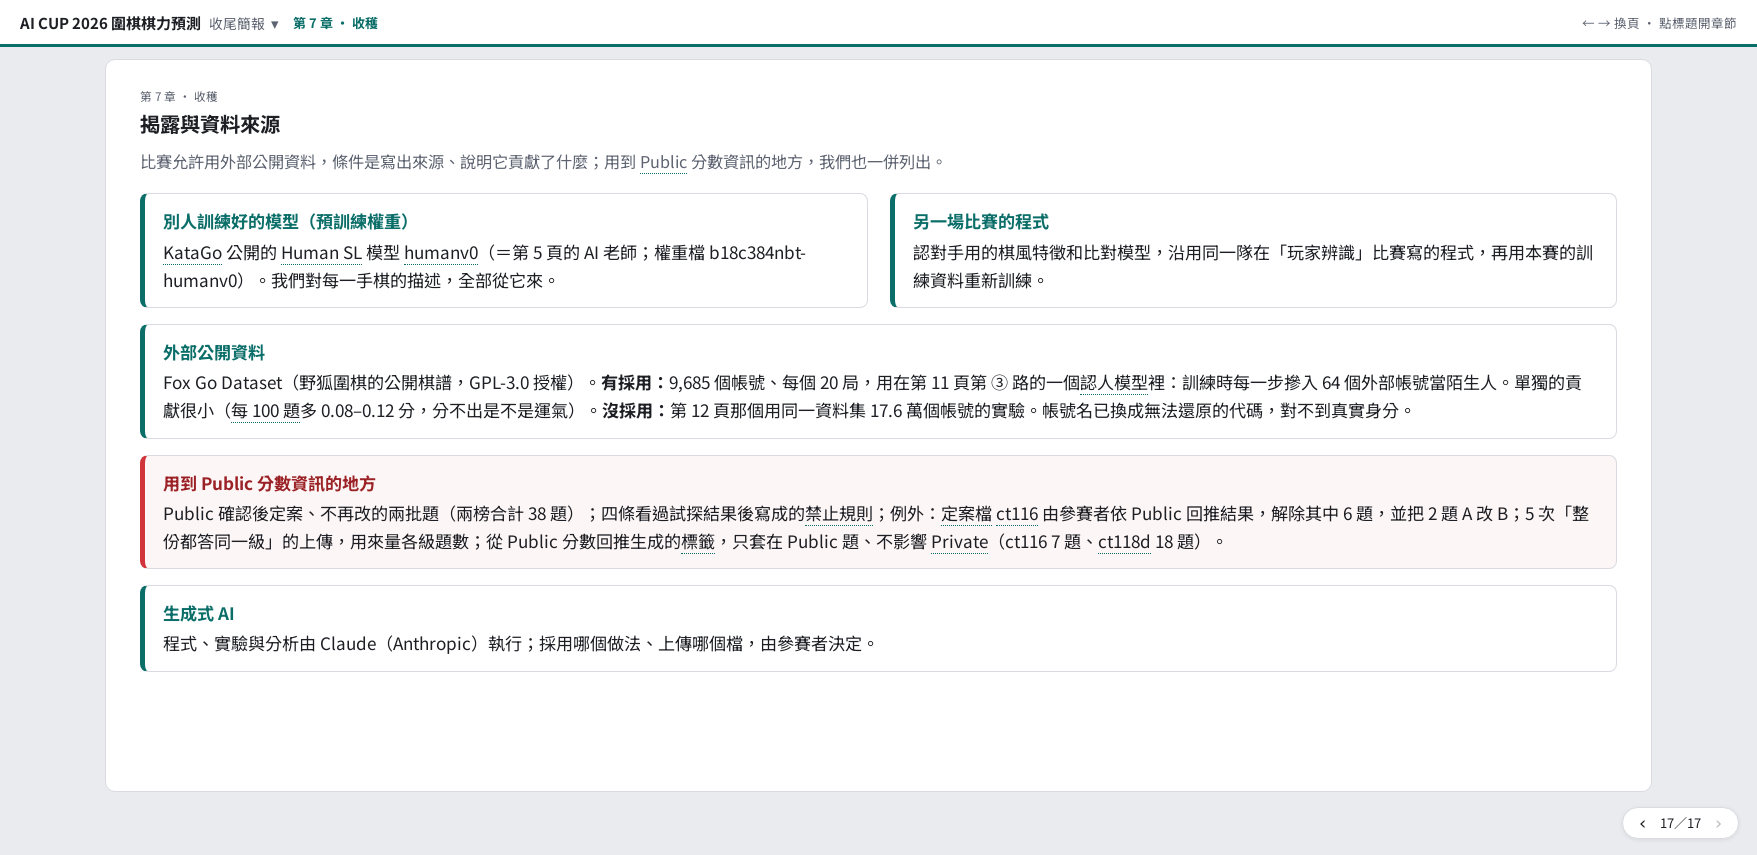 AI CUP 2026 圍棋棋力預測 收尾簡報 ▼ 第 7 章 · 收穫
← → 換頁 · 點標題開章節
第 7 章 · 收穫
揭露與資料來源
比賽允許用外部公開資料，條件是寫出來源、說明它貢獻了什麼；用到 Public 分數資訊的地方，我們也一併列出。
別人訓練好的模型（預訓練權重）
KataGo 公開的 Human SL 模型 humanv0（＝第 5 頁的 AI 老師；權重檔 b18c384nbt-
humanv0）。我們對每一手棋的描述，全部從它來。
另一場比賽的程式
認對手用的棋風特徵和比對模型，沿用同一隊在「玩家辨識」比賽寫的程式，再用本賽的訓
練資料重新訓練。
外部公開資料
Fox Go Dataset（野狐圍棋的公開棋譜，GPL-3.0 授權）。有採用：9,685 個帳號、每個 20 局，用在第 11 頁第 ③ 路的一個認人模型裡：訓練時每一步摻入 64 個外部帳號當陌生人。單獨的貢
獻很小（每 100 題多 0.08–0.12 分，分不出是不是運氣）。沒採用：第 12 頁那個用同一資料集 17.6 萬個帳號的實驗。帳號名已換成無法還原的代碼，對不到真實身分。
用到 Public 分數資訊的地方
Public 確認後定案、不再改的兩批題（兩榜合計 38 題）；四條看過試探結果後寫成的禁止規則；例外：定案檔 ct116 由參賽者依 Public 回推結果，解除其中 6 題，並把 2 題 A 改 B；5 次「整
份都答同一級」的上傳，用來量各級題數；從 Public 分數回推生成的標籤，只套在 Public 題、不影響 Private（ct116 7 題、ct118d 18 題）。
生成式 AI
程式、實驗與分析由 Claude（Anthropic）執行；採用哪個做法、上傳哪個檔，由參賽者決定。
‹ 17／17 ›